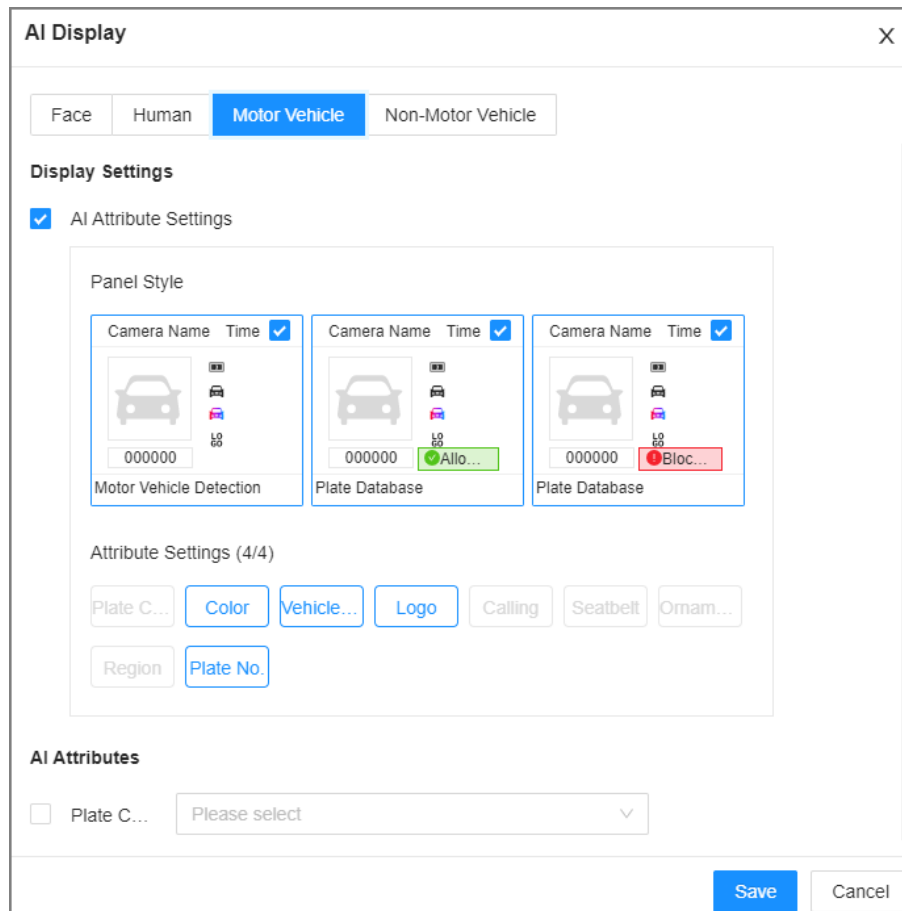 AI Display X
Face Human Motor Vehicle Non-Motor Vehicle
Display Settings
AI Attribute Settings
Panel Style
Camera Name Time Camera Name Time Camera Name Time
LO GO LO GO LO GO
000000 000000 Allo... 000000 Bloc...
Motor Vehicle Detection Plate Database Plate Database
Attribute Settings (4/4)
Plate C... Color Vehicle... Logo Calling Seatbelt Ornam...
Region Plate No.
AI Attributes
Plate C... Please select
Save Cancel